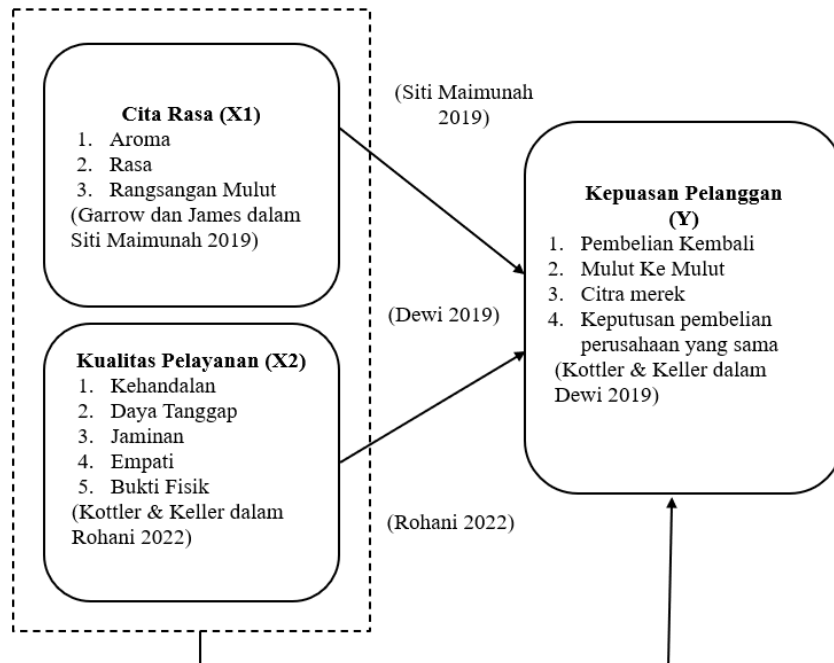 Cita Rasa (X1)
1. Aroma
2. Rasa
3. Rangsangan Mulut
(Garrow dan James dalam
Siti Maimunah 2019)
Kualitas Pelayanan (X2)
1. Kehandalan
2. Daya Tanggap
3. Jaminan
4. Empati
5. Bukti Fisik
(Kottler & Keller dalam
Rohani 2022)
(Siti Maimunah
2019)
(Dewi 2019)
(Rohani 2022)
Kepuasan Pelanggan
(Y)
1. Pembelian Kembali
2. Mulut Ke Mulut
3. Citra merek
4. Keputusan pembelian
perusahaan yang sama
(Kottler & Keller dalam
Dewi 2019)